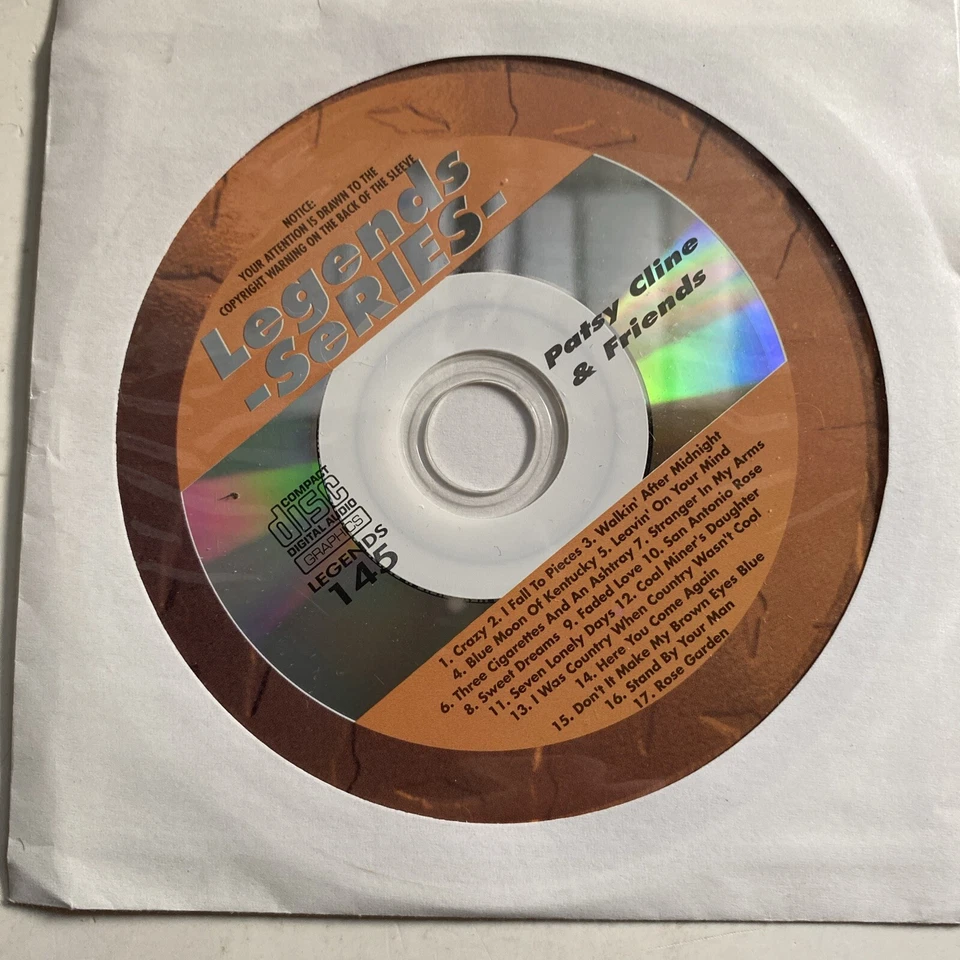 NOTICE:
YOUR ATTENTION IS DRAWN TO THE
COPYRIGHT WARNING ON THE BACK OF THE SLEEVE
Legends
-SeRIES-
Patsy Cline
& Friends
COMPACT
disc
DIGITAL AUDIO
GRAPHICS
LEGENDS
145
1. Crazy 2. I Fall To Pieces 3. Walkin' After Midnight
4. Blue Moon Of Kentucky 5. Leavin' On Your Mind
6. Three Cigarettes And An Ashtray 7. Stranger In My Arms
8. Sweet Dreams 9. Faded Love 10. San Antonio Rose
11. Seven Lonely Days 12. Coal Miner's Daughter
13. I Was Country When Country Wasn't Cool
14. Here You Come Again
15. Don't It Make My Brown Eyes Blue
16. Stand By Your Man
17. Rose Garden